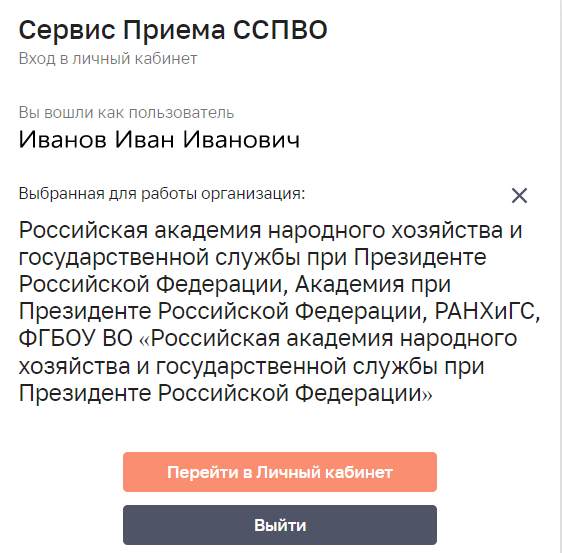 Сервис Приема ССПВО
Вход в личный кабинет
Вы вошли как пользователь
Иванов Иван Иванович
Выбранная для работы организация:
Российская академия народного хозяйства и
государственной службы при Президенте
Российской Федерации, Академия при
Президенте Российской Федерации, РАНХиГС,
ФГБОУ ВО «Российская академия народного
хозяйства и государственной службы при
Президенте Российской Федерации»
Перейти в Личный кабинет
Выйти